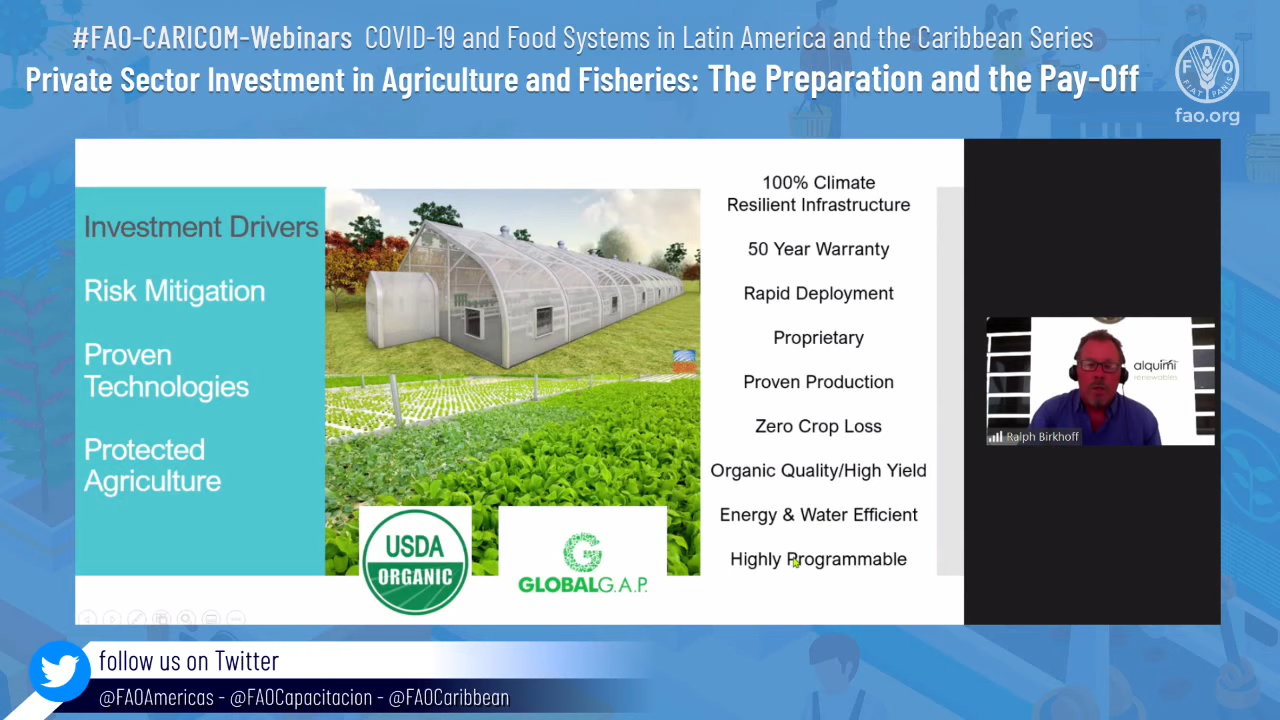 #FAO-CARICOM-Webinars COVID-19 and Food Systems in Latin America and the Caribbean Series
Private Sector Investment in Agriculture and Fisheries: The Preparation and the Pay-Off
FAO
FIAT PANIS
fao.org
Investment Drivers
Risk Mitigation
Proven
Technologies
Protected
Agriculture
USDA
ORGANIC
GLOBALG.A.P.
100% Climate
Resilient Infrastructure
50 Year Warranty
Rapid Deployment
Proprietary
Proven Production
Zero Crop Loss
Organic Quality/High Yield
Energy & Water Efficient
Highly Programmable
alquimi
renewables
Ralph Birkhoff
follow us on Twitter
@FAOAmericas - @FAOCapacitacion - @FAOCaribbean